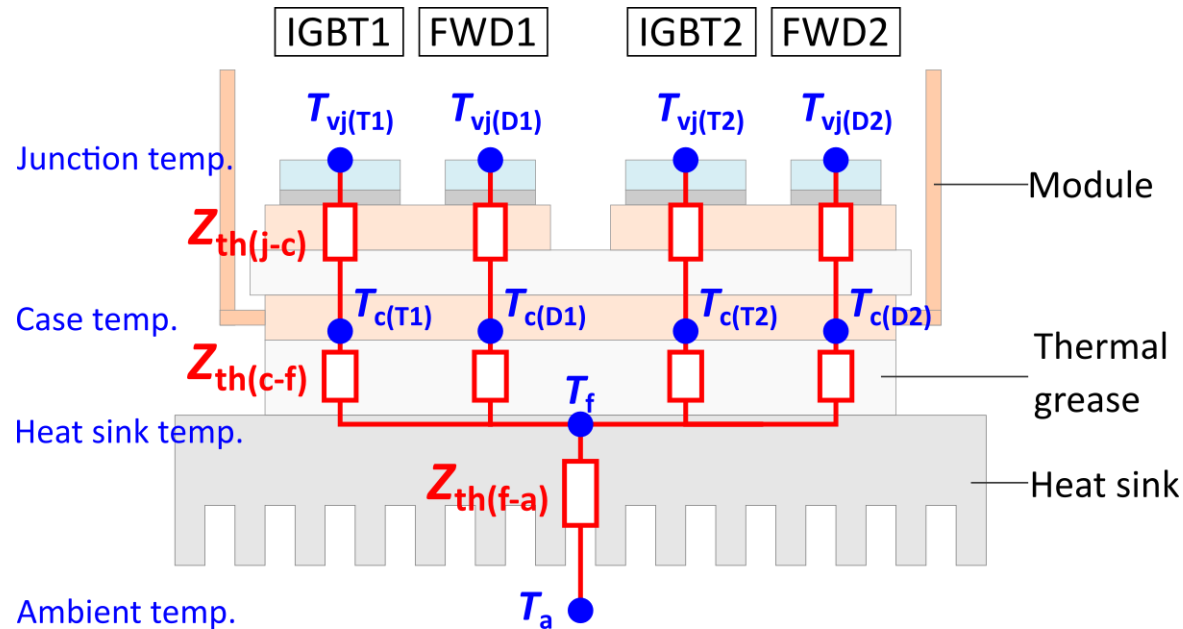 IGBT1 FWD1 IGBT2 FWD2
Tvj(T1) Tvj(D1) Tvj(T2) Tvj(D2)
Junction temp.
Module
Zth(j-c)
Tc(T1) Tc(D1) Tc(T2) Tc(D2)
Case temp.
Zth(c-f)
Thermal
grease
Tf
Heat sink temp.
Zth(f-a)
Heat sink
Ta
Ambient temp.